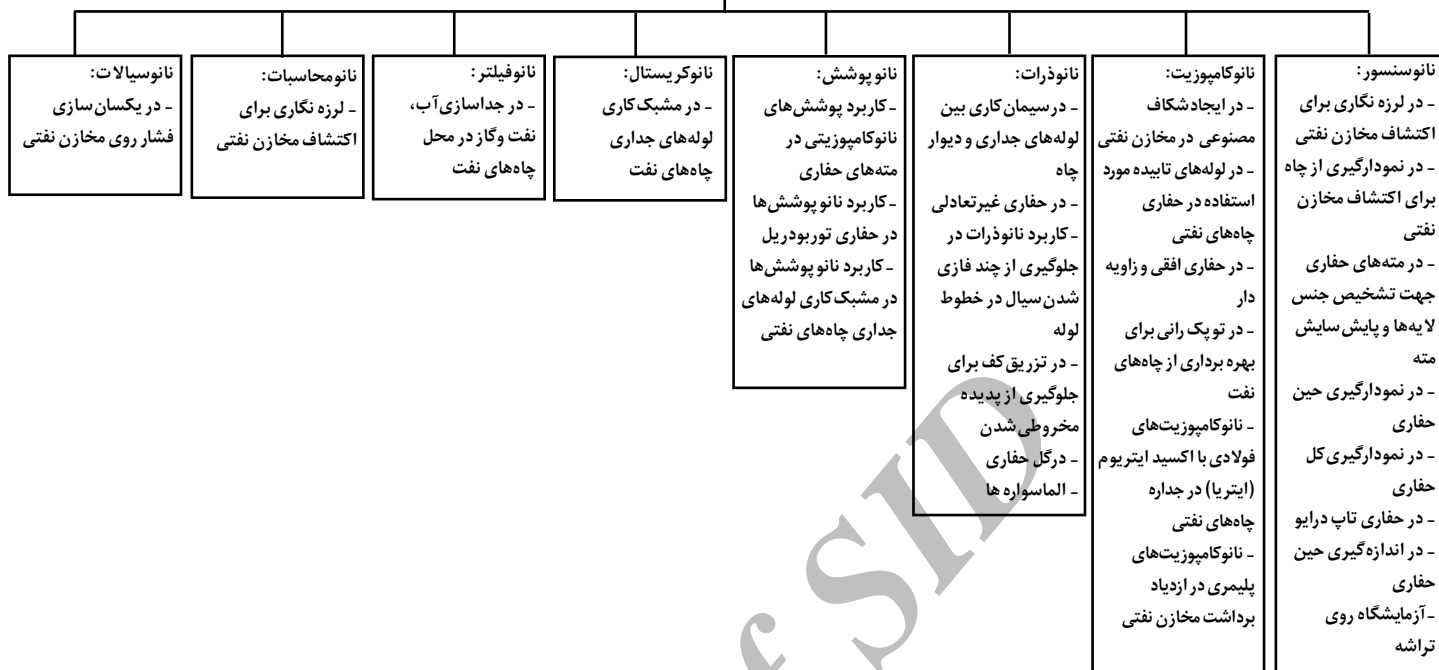 نانوسنسور:
- در لرزه نگاری برای
اکتشاف مخازن نفتی
- در نمودارگیری از چاه
برای اکتشاف مخازن
نفتی
- در مته‌های حفاری
جهت تشخیص جنس
لایه‌ها و پایش سایش
مته
- در نمودارگیری حین
حفاری
- در نمودارگیری کل
حفاری
- در حفاری تاپ درایو
- در اندازه‌گیری حین
حفاری
- آزمایشگاه روی
تراشه
نانوکامپوزیت:
- در ایجاد شکاف
مصنوعی در مخازن نفتی
- در لوله‌های تابیده مورد
استفاده در حفاری
چاه‌های نفتی
- در حفاری افقی و زاویه
دار
- در توپک رانی برای
بهره برداری از چاه‌های
نفت
- نانوکامپوزیت‌های
فولادی با اکسید ایتریوم
(ایتریا) در جداره
چاه‌های نفتی
- نانوکامپوزیت‌های
پلیمری در ازدیاد
برداشت مخازن نفتی
نانوذرات:
- در سیمان کاری بین
لوله‌های جداری و دیوار
چاه
- در حفاری غیرتعادلی
- کاربرد نانوذرات در
جلوگیری از چند فازی
شدن سیال در خطوط
لوله
- در تزریق کف برای
جلوگیری از پدیده
مخروطی شدن
- درگل حفاری
- الماسواره ها
نانوپوشش:
- کاربرد پوشش‌های
نانوکامپوزیتی در
مته‌های حفاری
- کاربرد نانوپوشش‌ها
در حفاری توربودریل
- کاربرد نانوپوشش‌ها
در مشبک کاری لوله‌های
جداری چاه‌های نفتی
نانوکریستال:
- در مشبک کاری
لوله‌های جداری
چاه‌های نفت
نانوفیلتر:
- در جداسازی آب،
نفت وگاز در محل
چاه‌های نفت
نانومحاسبات:
- لرزه نگاری برای
اکتشاف مخازن نفتی
نانوسیالات:
- در یکسان سازی
فشار روی مخازن نفتی
of SID